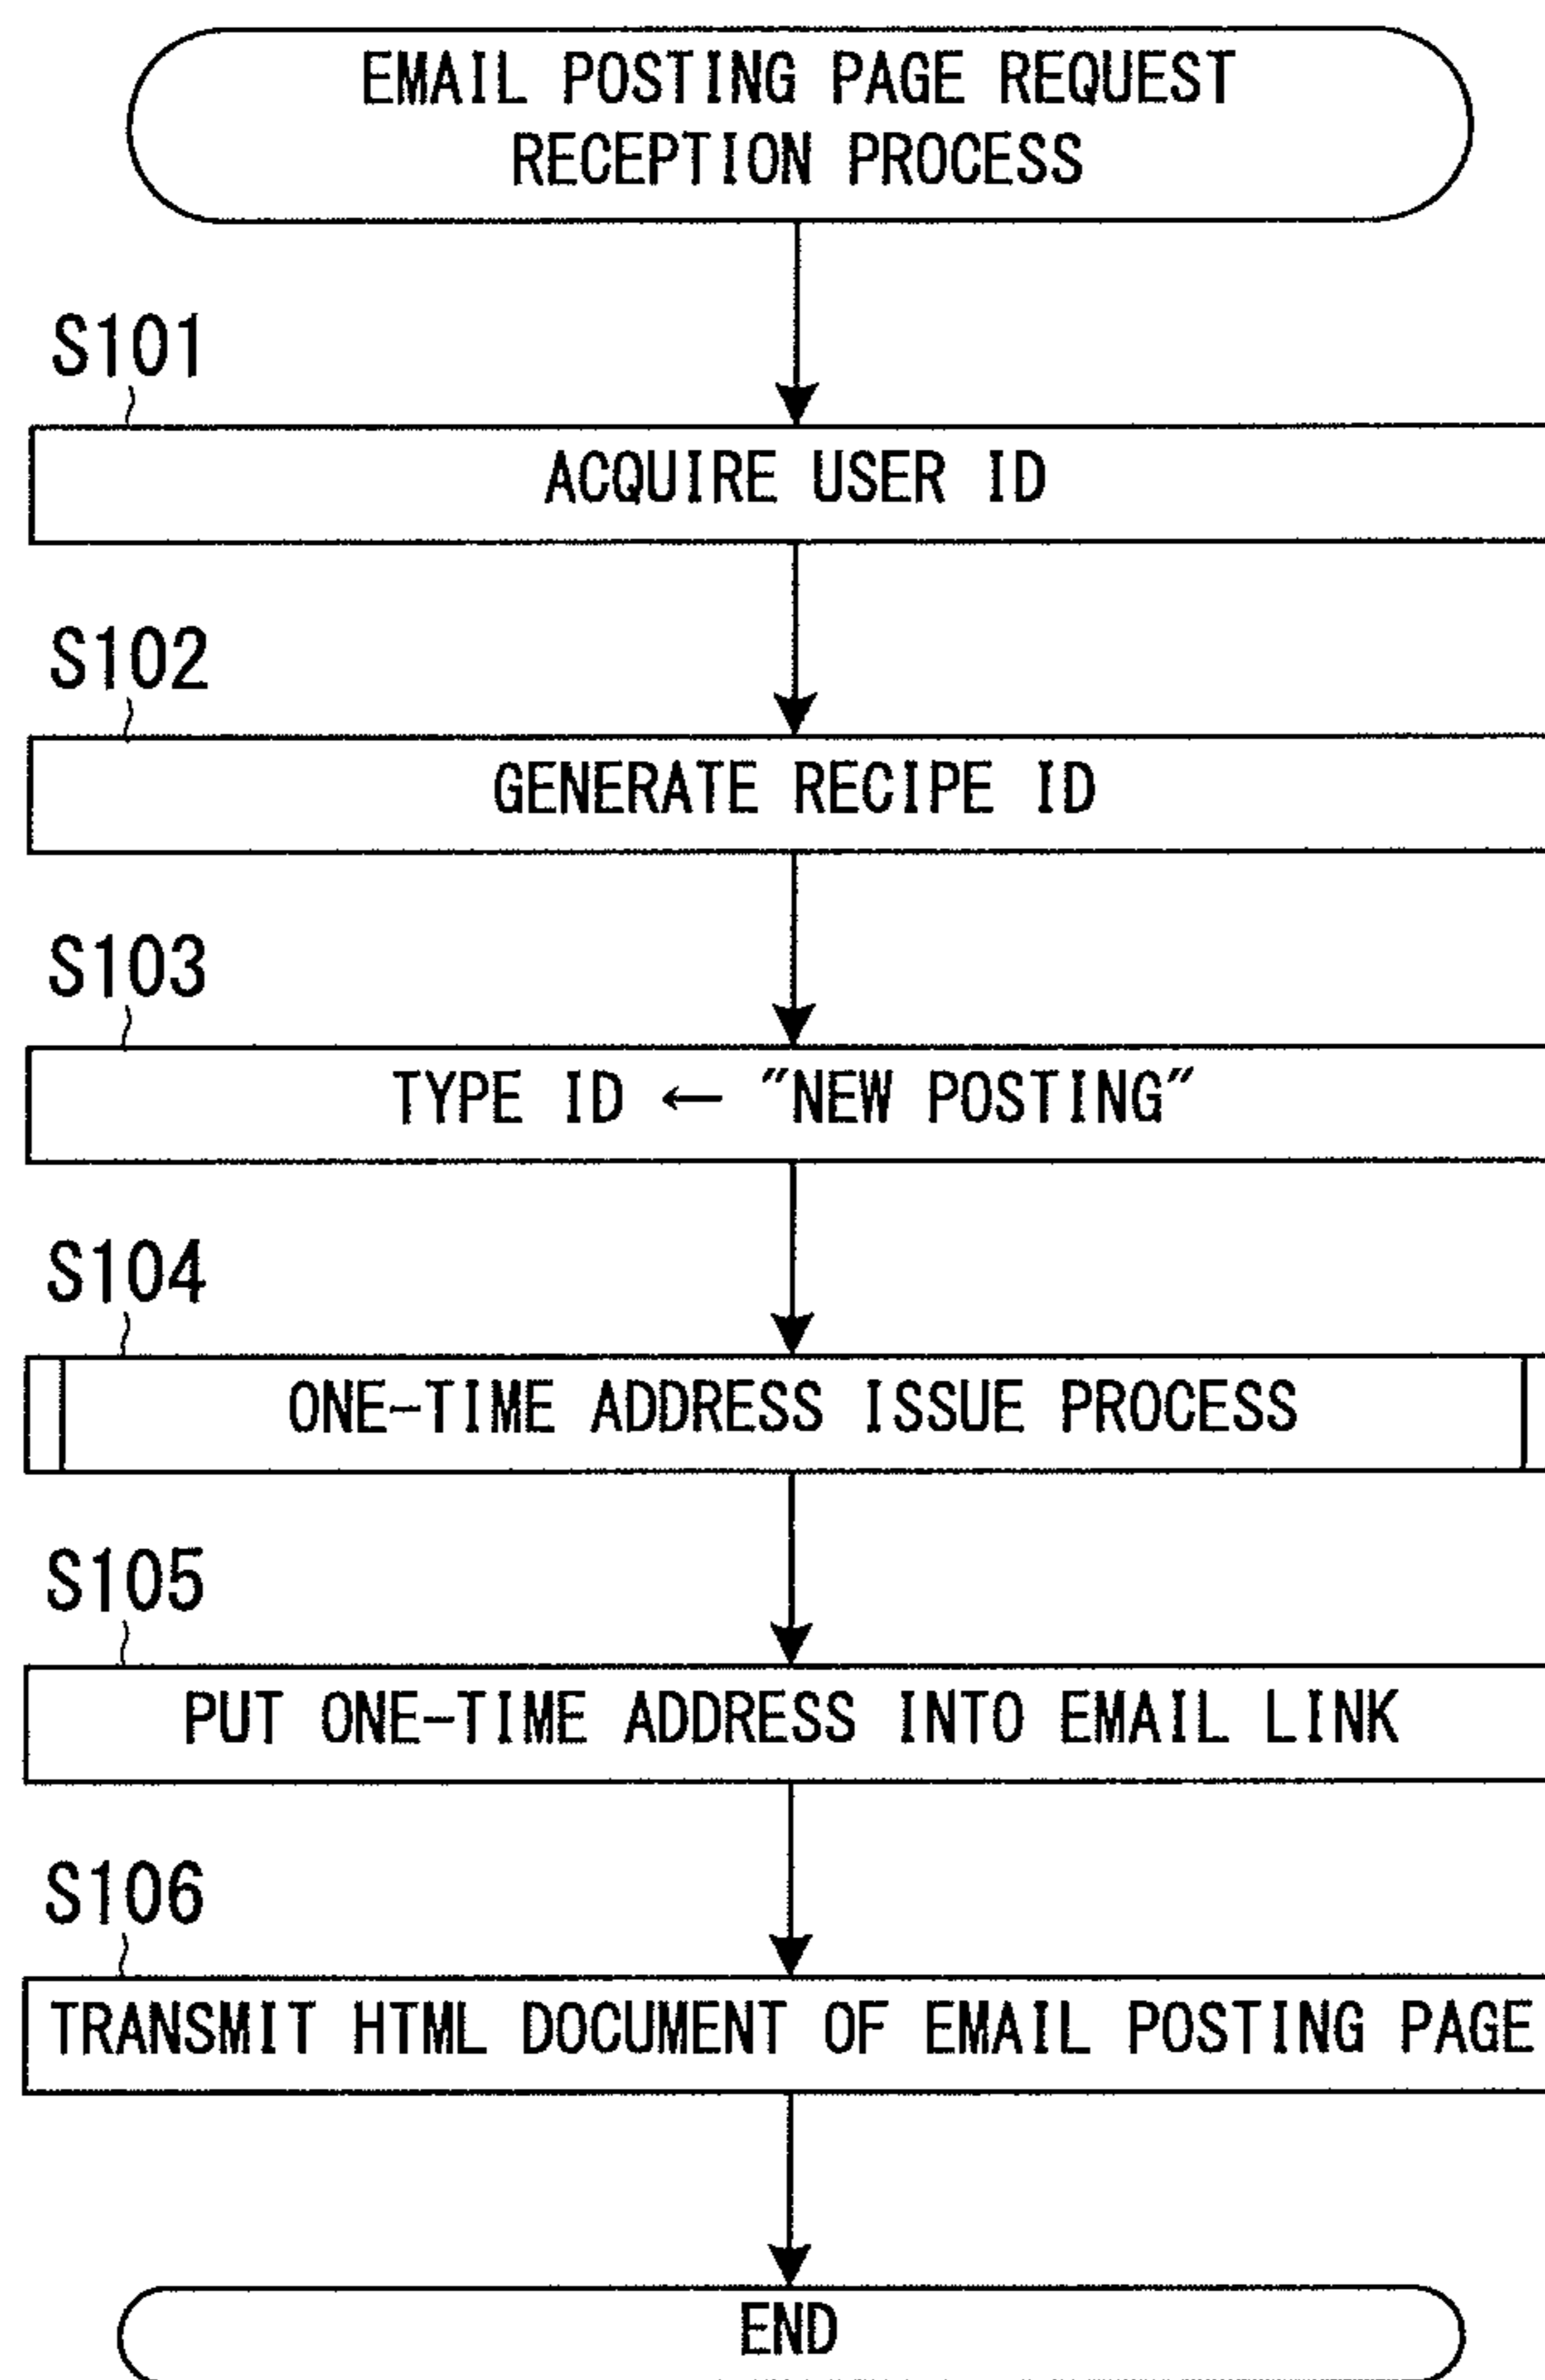 EMAIL POSTING PAGE REQUEST
RECEPTION PROCESS
S101
ACQUIRE USER ID
S102
GENERATE RECIPE ID
S103
TYPE ID ← "NEW POSTING"
S104
ONE-TIME ADDRESS ISSUE PROCESS
S105
PUT ONE-TIME ADDRESS INTO EMAIL LINK
S106
TRANSMIT HTML DOCUMENT OF EMAIL POSTING PAGE
END